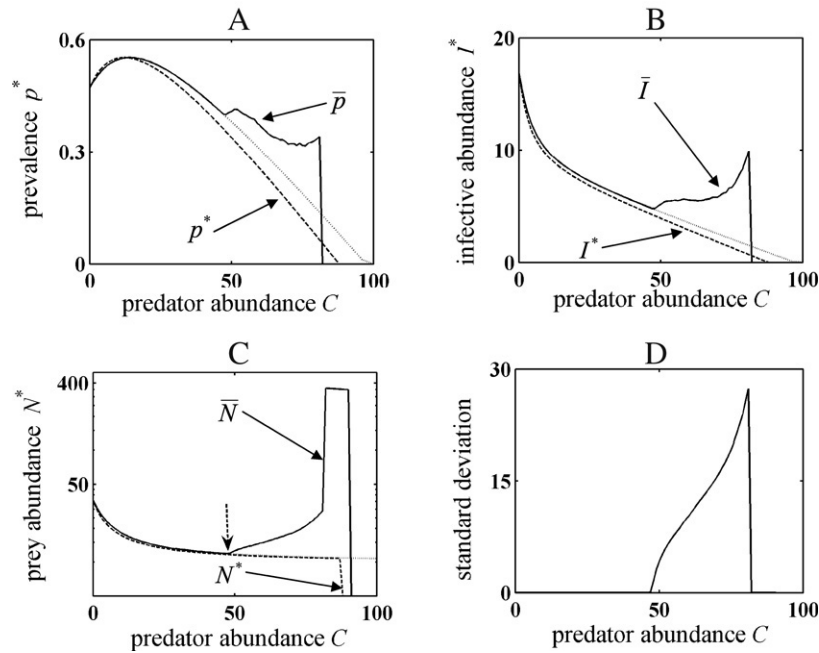 A
prevalence p*
0.6
0.3
0
p̅
p*
0
50
100
predator abundance C
B
infective abundance I*
20
10
0
I̅
I*
0
50
100
predator abundance C
C
prey abundance N*
400
50
N̅
N*
0
50
100
predator abundance C
D
standard deviation
30
15
0
0
50
100
predator abundance C